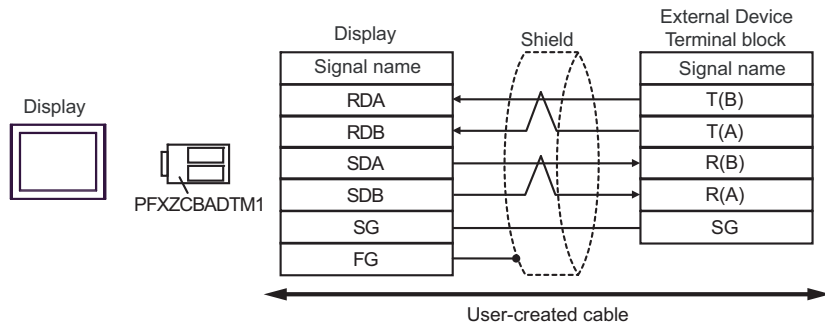 Display
PFXZCBADTM1
Display
Signal name
RDA
RDB
SDA
SDB
SG
FG
Shield
External Device
Terminal block
Signal name
T(B)
T(A)
R(B)
R(A)
SG
User-created cable